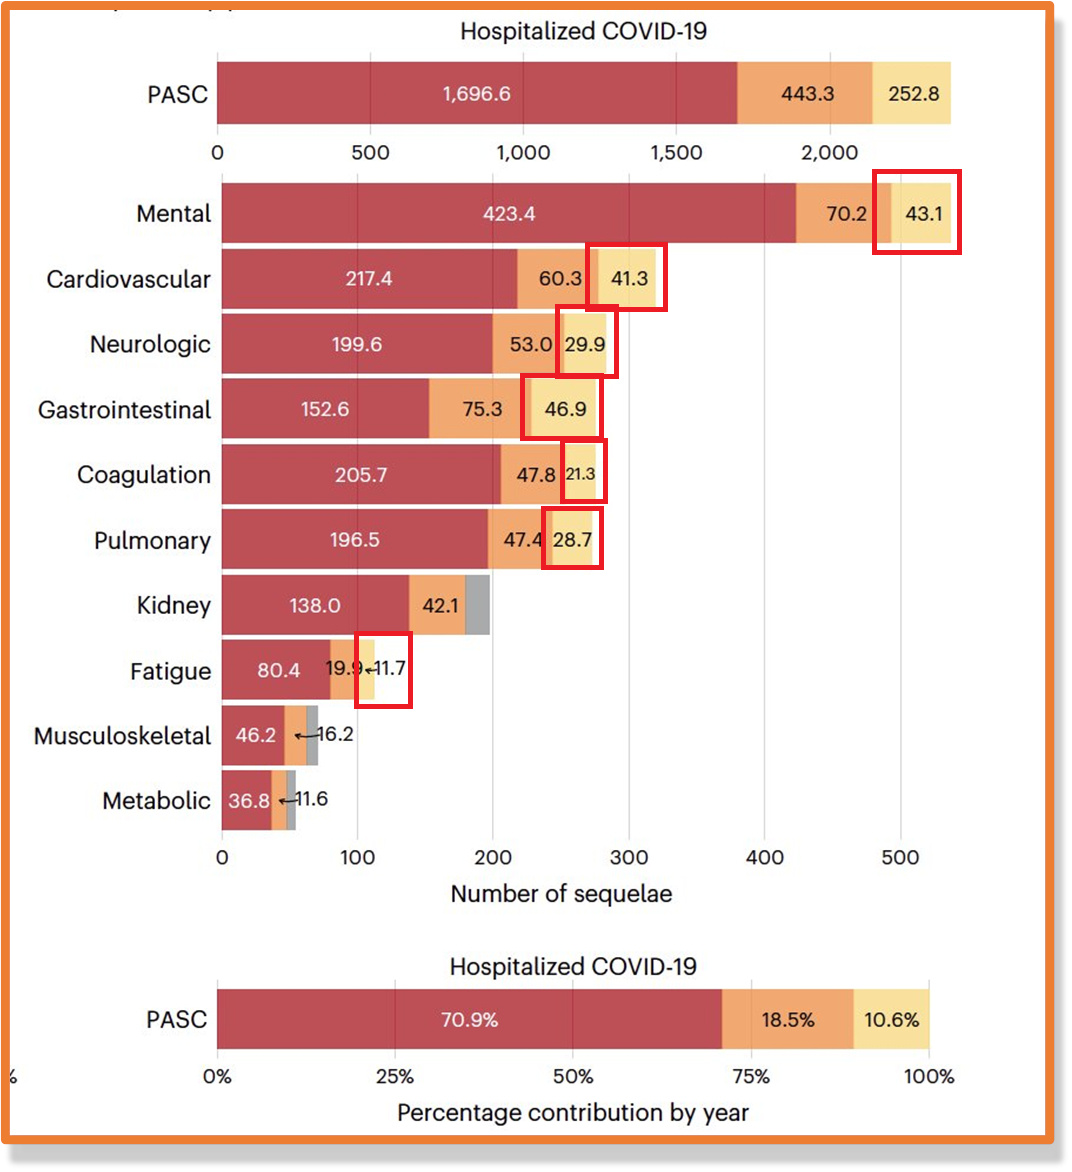 Hospitalized COVID-19
PASC 1,696.6 443.3 252.8
0 500 1,000 1,500 2,000
Mental 423.4 70.2 43.1
Cardiovascular 217.4 60.3 41.3
Neurologic 199.6 53.0 29.9
Gastrointestinal 152.6 75.3 46.9
Coagulation 205.7 47.8 21.3
Pulmonary 196.5 47.4 28.7
Kidney 138.0 42.1
Fatigue 80.4 19.9 11.7
Musculoskeletal 46.2 16.2
Metabolic 36.8 11.6
0 100 200 300 400 500
Number of sequelae
Hospitalized COVID-19
PASC 70.9% 18.5% 10.6%
% 0% 25% 50% 75% 100%
Percentage contribution by year